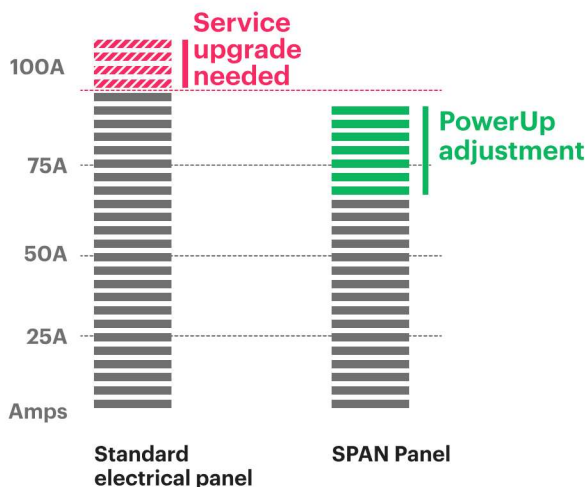 Service
upgrade
needed
100A
PowerUp
adjustment
75A
50A
25A
Amps
Standard
electrical panel
SPAN Panel